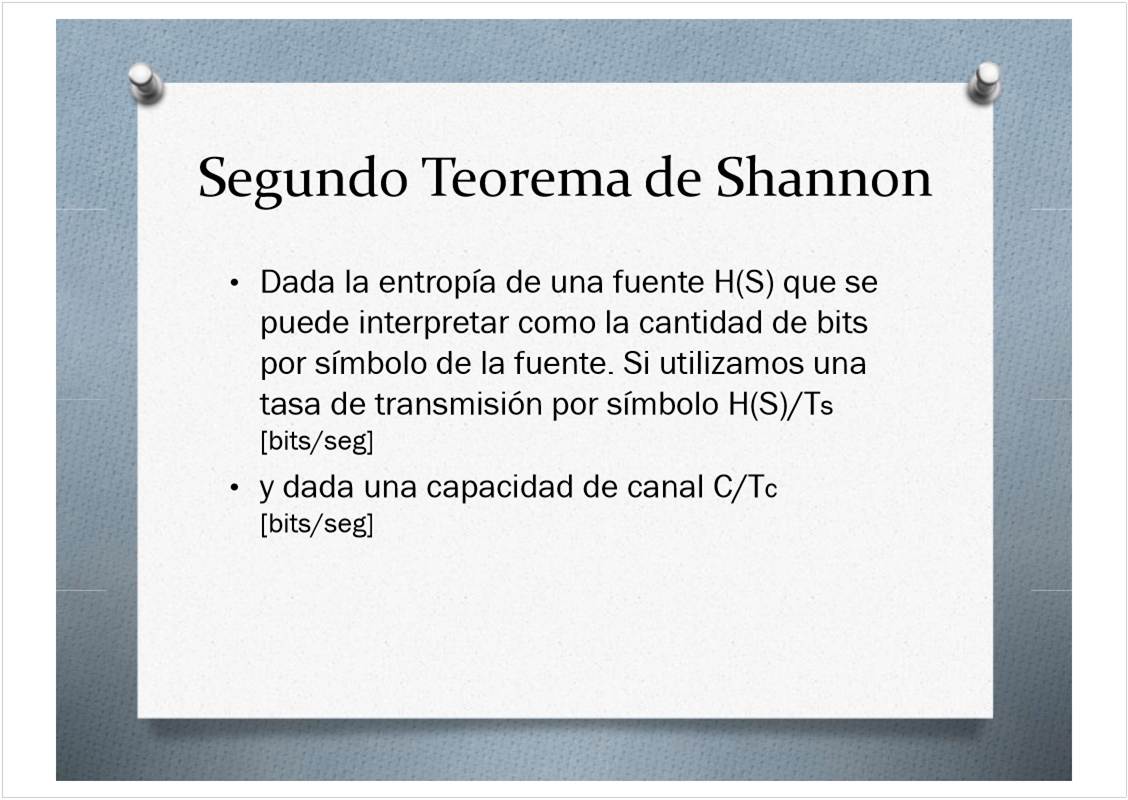 Segundo Teorema de Shannon
• Dada la entropía de una fuente H(S) que se
puede interpretar como la cantidad de bits
por símbolo de la fuente. Si utilizamos una
tasa de transmisión por símbolo H(S)/Ts
[bits/seg]
• y dada una capacidad de canal C/Tc
[bits/seg]